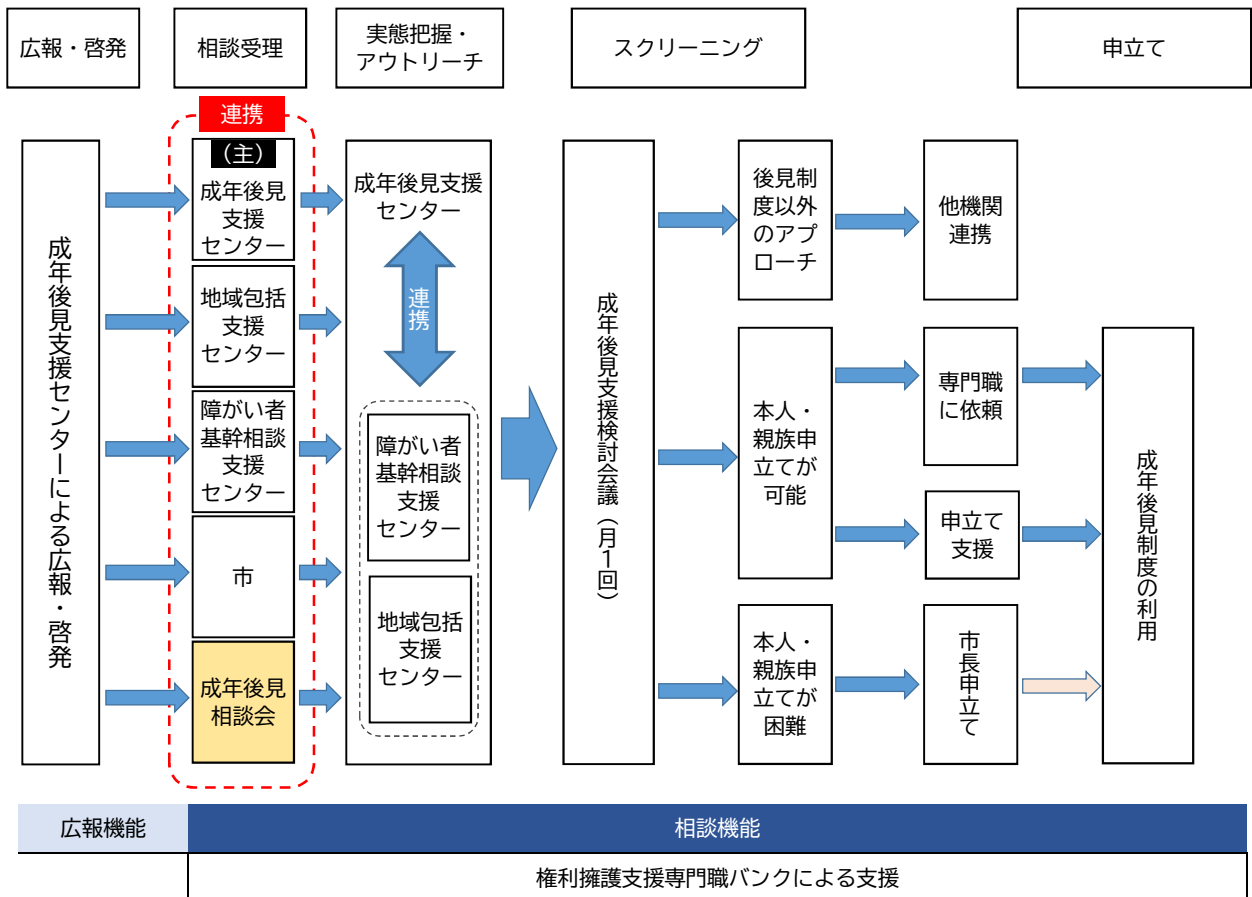 広報・啓発
相談受理
実態把握・
アウトリーチ
スクリーニング
申立て
連携
成年後見支援センターによる広報・啓発
（主）
成年後見
支援
センター
地域包括
支援
センター
障がい者
基幹相談
支援
センター
市
成年後見
相談会
成年後見支援
センター
連携
障がい者
基幹相談
支援
センター
地域包括
支援
センター
成年後見支援検討会議（月１回）
後見制
度以外
のアプ
ローチ
他機関
連携
本人・
親族申
立てが
可能
専門職
に依頼
申立て
支援
本人・
親族申
立てが
困難
市長申立て
成年後見制度の利用
広報機能
相談機能
権利擁護支援専門職バンクによる支援